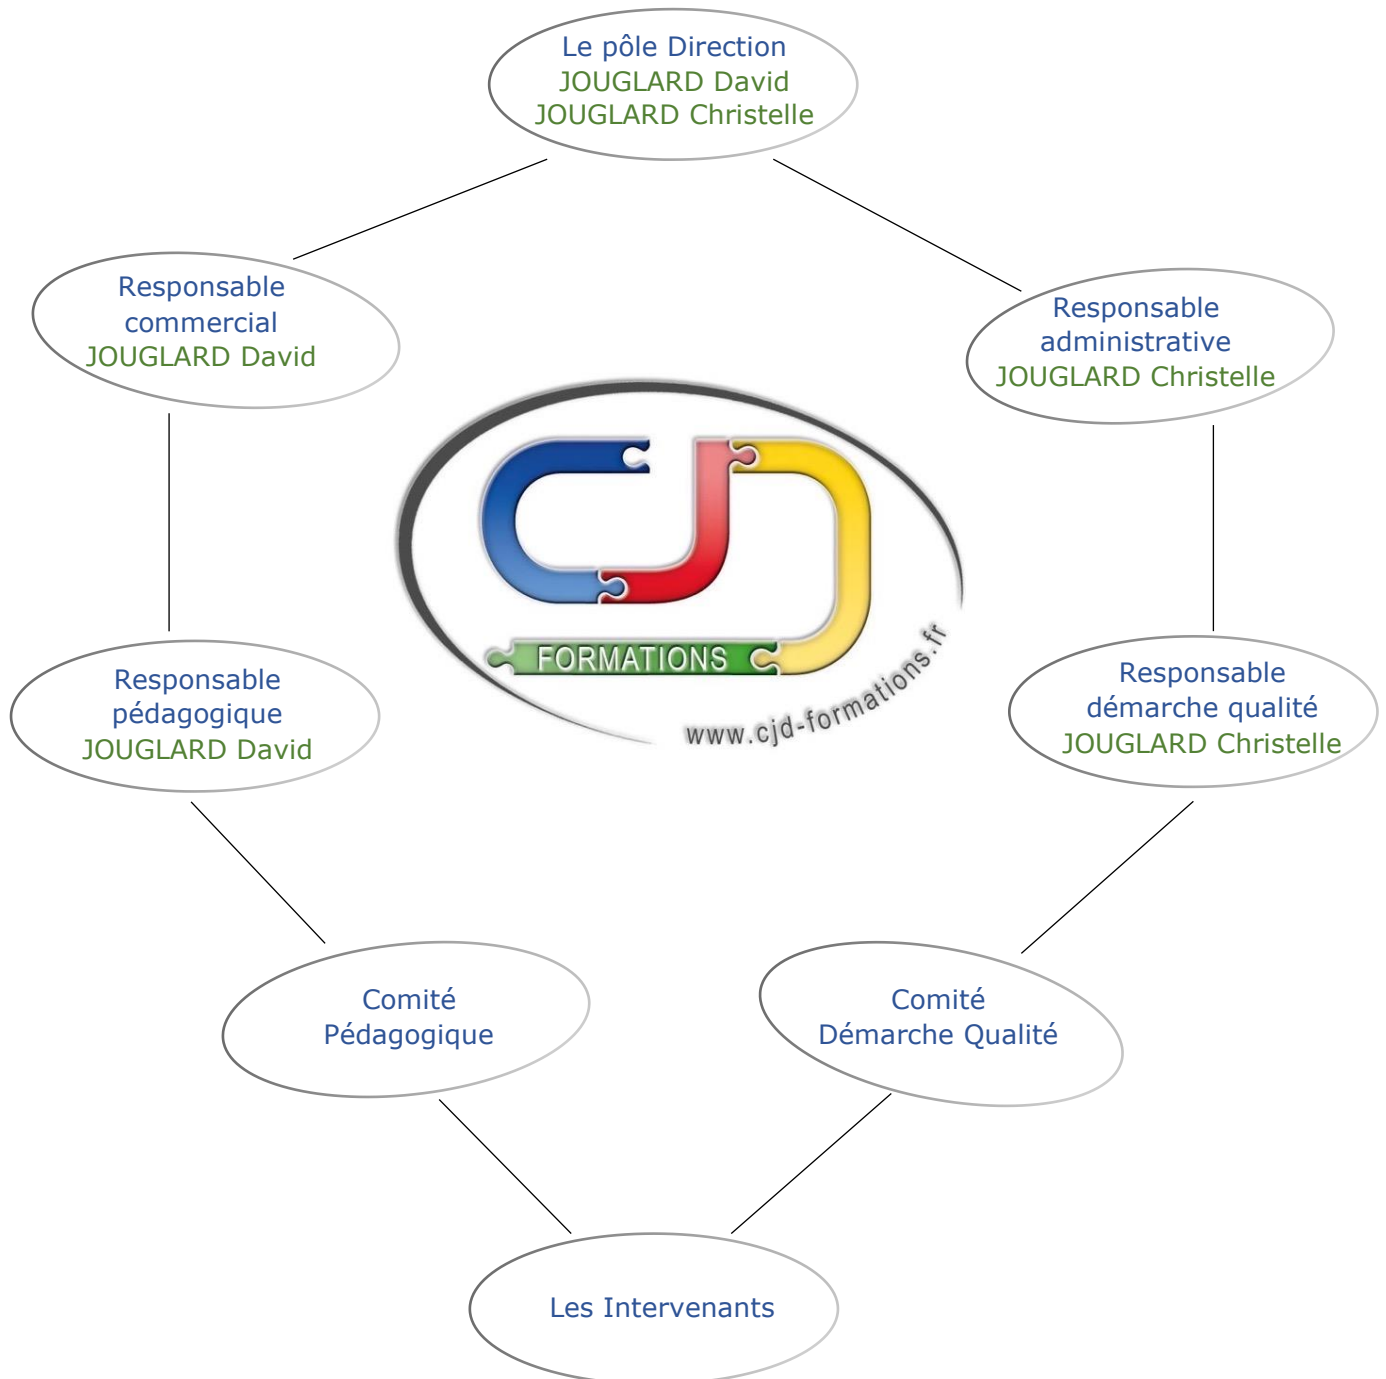 Le pôle Direction
JOUGLARD David
JOUGLARD Christelle
Responsable
commercial
JOUGLARD David
Responsable
administrative
JOUGLARD Christelle
FORMATIONS
www.cjd-formations.fr
Responsable
pédagogique
JOUGLARD David
Responsable
démarche qualité
JOUGLARD Christelle
Comité
Pédagogique
Comité
Démarche Qualité
Les Intervenants